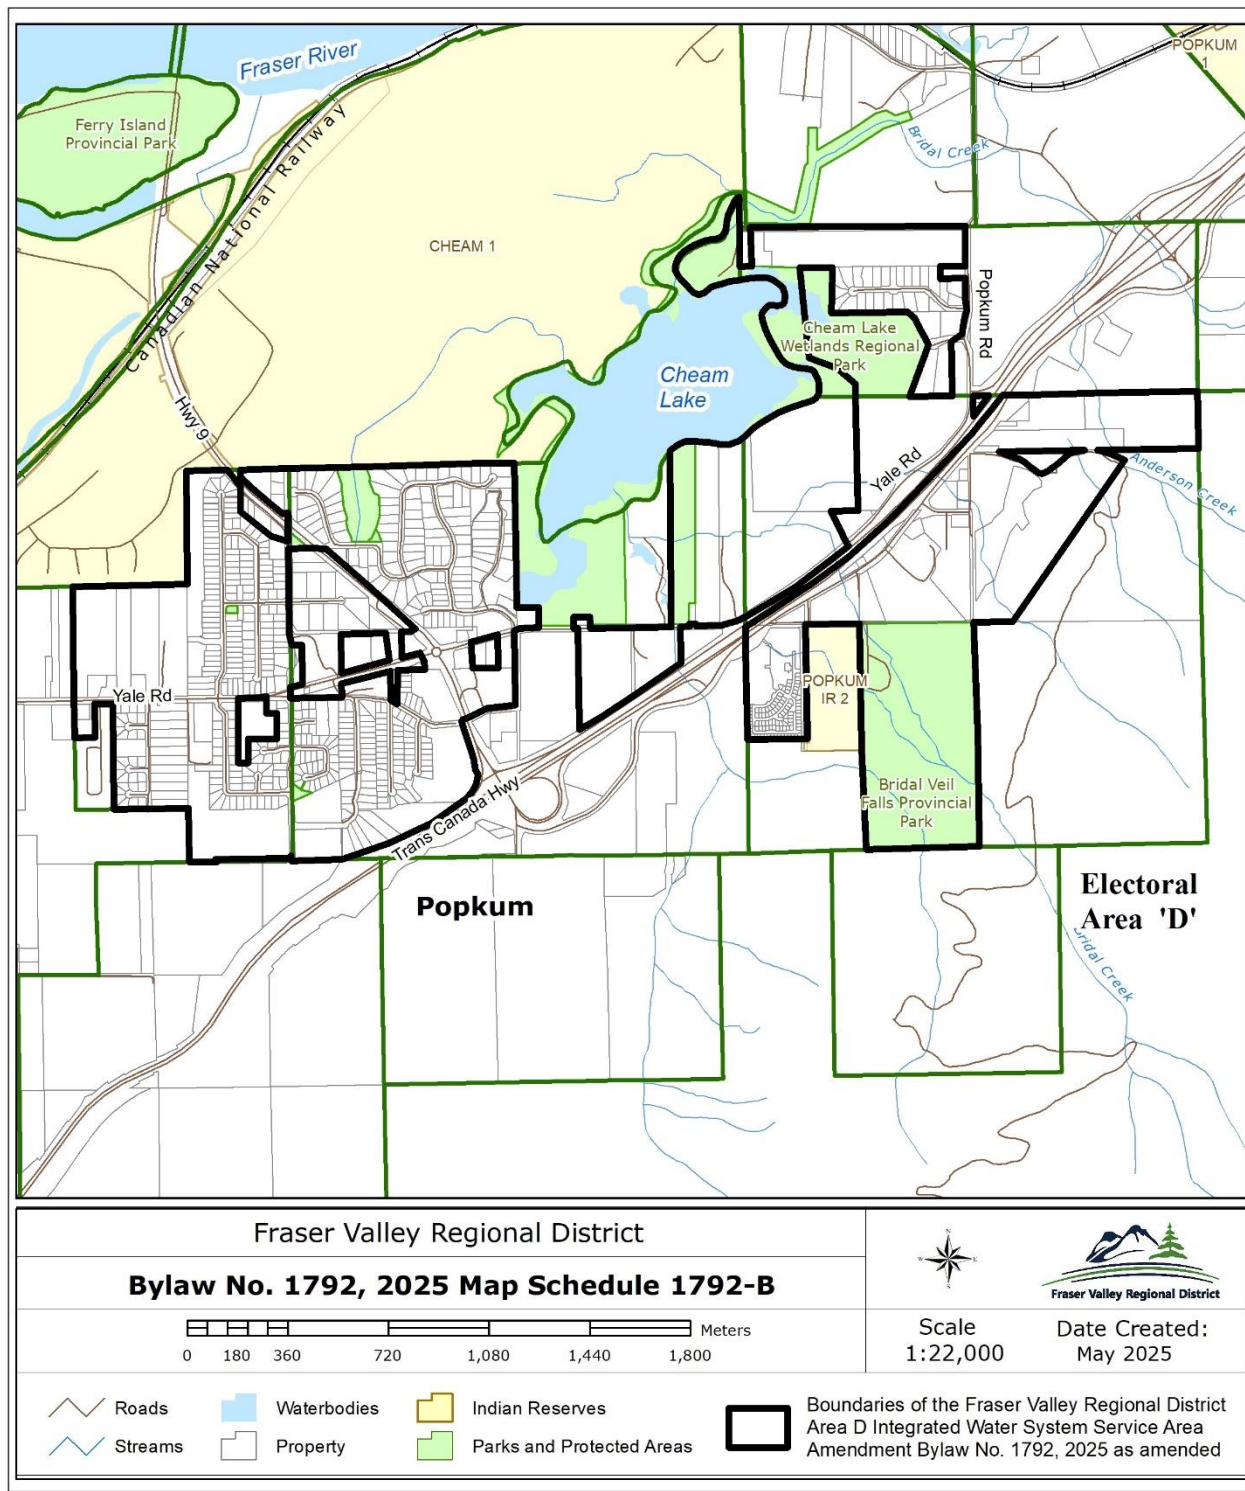 Fraser River
POPKUM
1
Ferry Island
Provincial Park
Canadian National Railway
Bridal Creek
CHEAM 1
Popkum Rd
Cheam Lake
Wetlands Regional
Park
Cheam
Lake
Hwy 9
Yale Rd
Anderson Creek
Yale Rd
POPKUM
IR 2
Bridal Veil
Falls Provincial
Park
Trans Canada Hwy
Popkum
Electoral
Area 'D'
Bridal Creek
Fraser Valley Regional District
Bylaw No. 1792, 2025 Map Schedule 1792-B
Meters
0 180 360 720 1,080 1,440 1,800
N
W E
S
Fraser Valley Regional District
Scale
1:22,000
Date Created:
May 2025
Roads
Waterbodies
Indian Reserves
Streams
Property
Parks and Protected Areas
Boundaries of the Fraser Valley Regional District
Area D Integrated Water System Service Area
Amendment Bylaw No. 1792, 2025 as amended